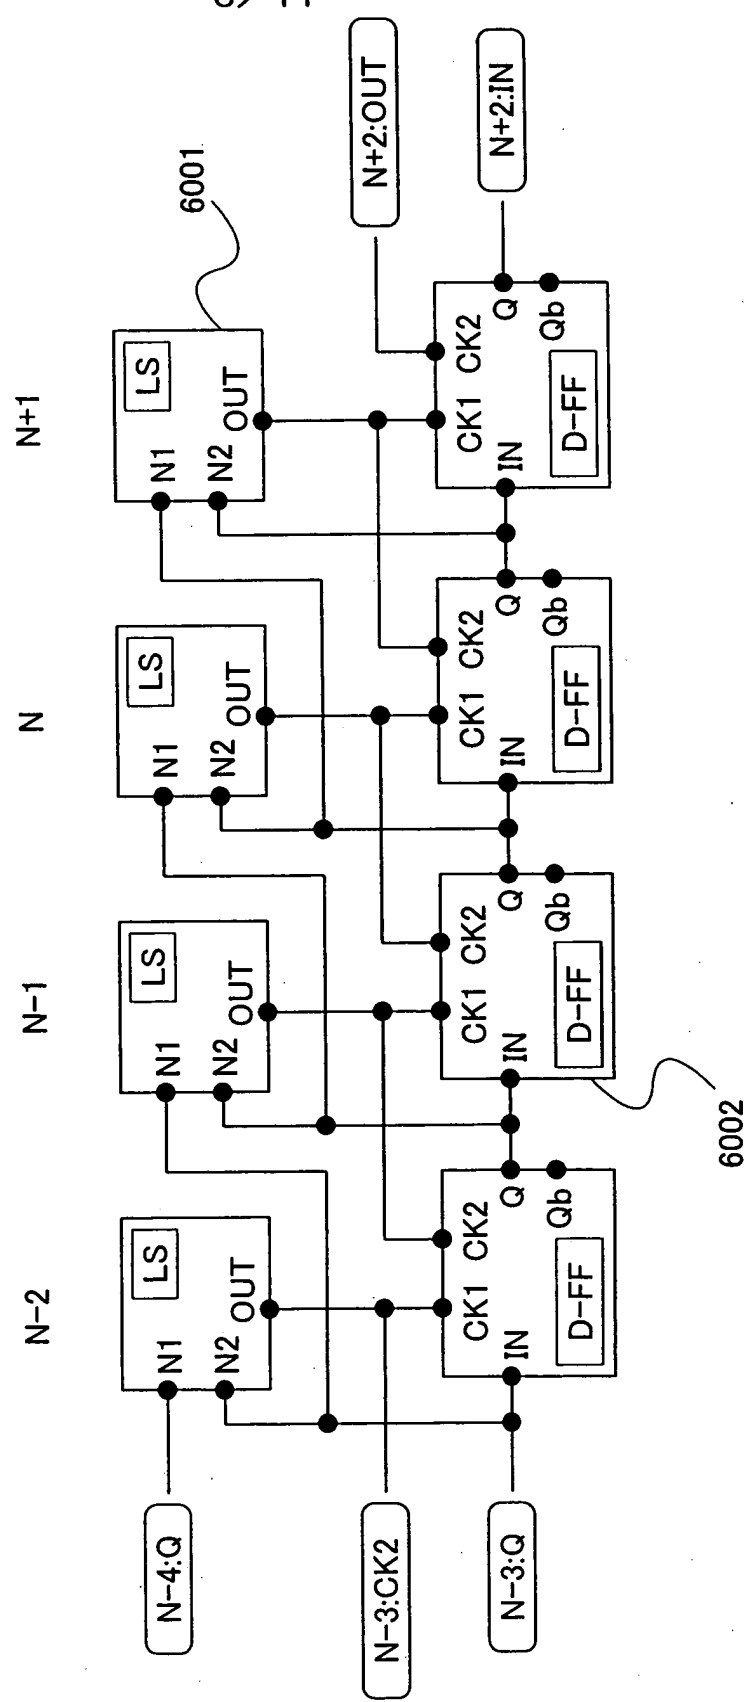 N-2
N-1
N
N+1
LS
N1
N2
OUT
LS
N1
N2
OUT
LS
N1
N2
OUT
LS
N1
N2
OUT
6001
N-4:Q
N-3:CK2
N-3:Q
CK1
CK2
IN
Q
Qb
D-FF
CK1
CK2
IN
Q
Qb
D-FF
CK1
CK2
IN
Q
Qb
D-FF
CK1
CK2
IN
Q
Qb
D-FF
N+2:OUT
N+2:IN
6002